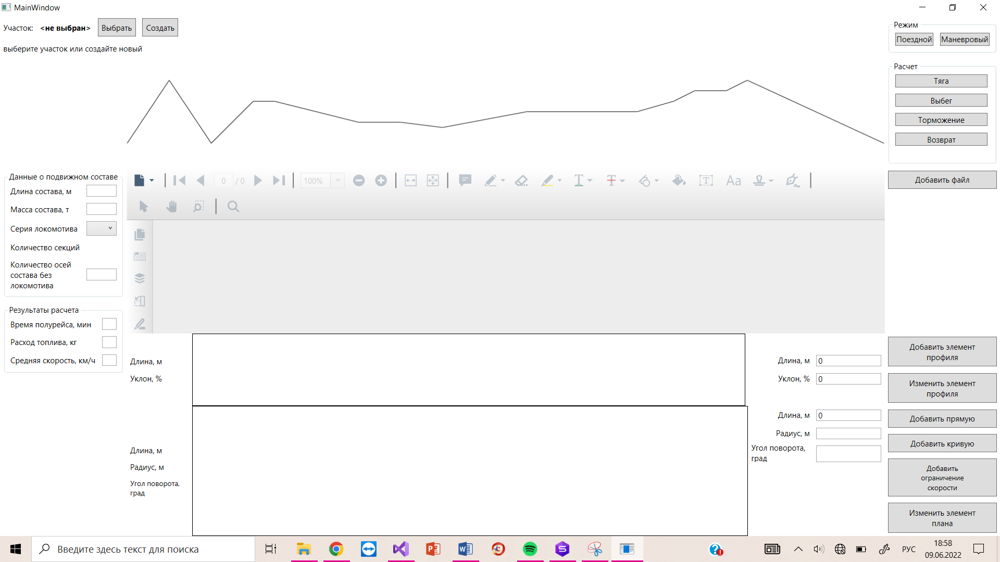 MainWindow
Участок: <не выбран> Выбрать Создать
выберите участок или создайте новый
Режим
Поездной Маневровый
Расчет
Тяга
Выбег
Торможение
Возврат
Данные о подвижном составе
Длина состава, м
Масса состава, т
Серия локомотива
Количество секций
Количество осей
состава без
локомотива
Результаты расчета
Время полурейса, мин
Расход топлива, кг
Средняя скорость, км/ч
0 / 0 100% T T T Aa
Добавить файл
Длина, м
Уклон, %
Длина, м
Радиус, м
Угол поворота,
град
Длина, м 0
Уклон, % 0
Длина, м 0
Радиус, м
Угол поворота,
град
Добавить элемент
профиля
Изменить элемент
профиля
Добавить прямую
Добавить кривую
Добавить
ограничение
скорости
Изменить элемент
плана
Введите здесь текст для поиска
РУС
18:58
09.06.2022